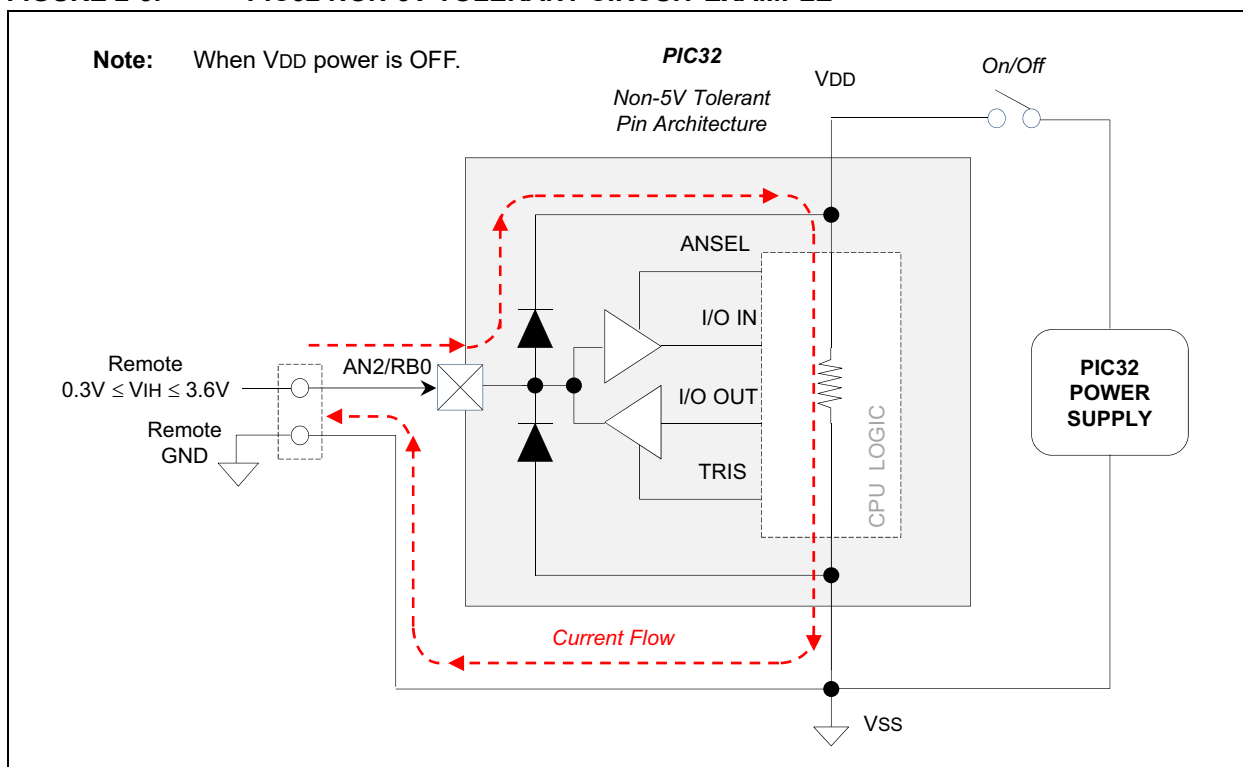 Note: When VDD power is OFF.
PIC32
Non-5V Tolerant
Pin Architecture
VDD
On/Off
ANSEL
I/O IN
Remote
0.3V ≤ VIH ≤ 3.6V
AN2/RB0
I/O OUT
Remote
GND
TRIS
CPU LOGIC
PIC32
POWER
SUPPLY
Current Flow
VSS